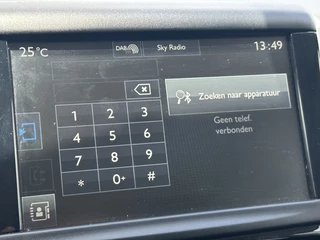 25°C DAB Sky Radio 13:49
1 2 3
4 5 6
7 8 9
* 0+ #
Zoeken naar apparatuur
Geen telef.
verbonden